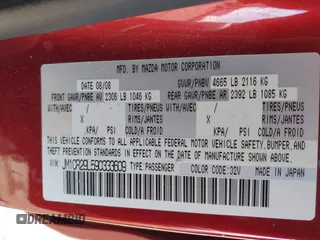 MFD. BY MAZDA MOTOR CORPORATION
DATE 08/08 GVWR/PNBV 4665 LB 2116 KG
FRONT GAWR/PNBE AV 2306 LB 1046 KG REAR GAWR/PNBE AR 2392 LB 1085 KG
WITH/AVEC / TIRES/PNEUS WITH/AVEC / TIRES/PNEUS
X RIMS/JANTES X RIMS/JANTES
KPA/ PSI COLD/A FROID KPA/ PSI COLD/A FROID
THIS VEHICLE CONFORMS TO ALL APPLICABLE
FEDERAL MOTOR VEHICLE SAFETY, BUMPER, AND
THEFT PREVENTION STANDARDS IN EFFECT ON THE
DATE OF MANUFACTURE SHOWN ABOVE.
VIN: JM1CR29L590333609 TYPE: PASSENGER
COLOR CODE: 32V
MADE IN JAPAN
DREAMBID